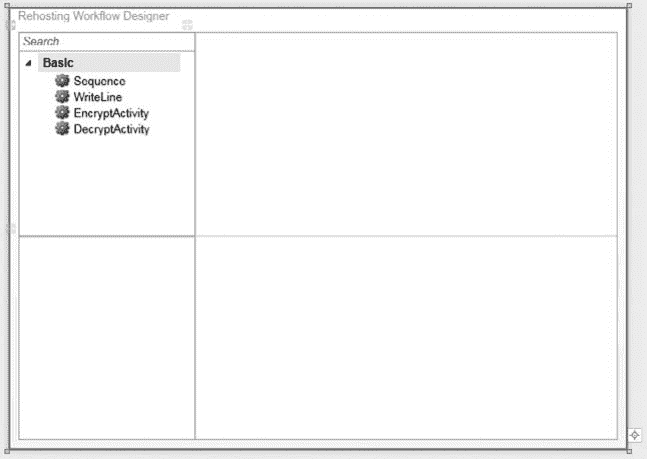 Rehosting Workflow Designer
Search
Basic
Sequence
WriteLine
EncryptActivity
DecryptActivity